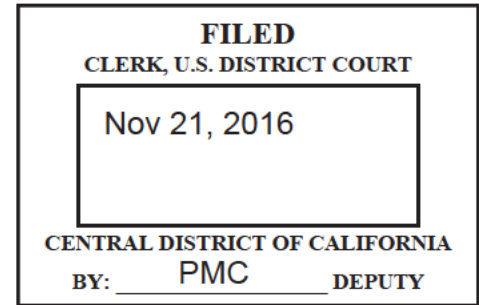 FILED
CLERK, U.S. DISTRICT COURT
Nov 21, 2016
CENTRAL DISTRICT OF CALIFORNIA
BY: PMC DEPUTY